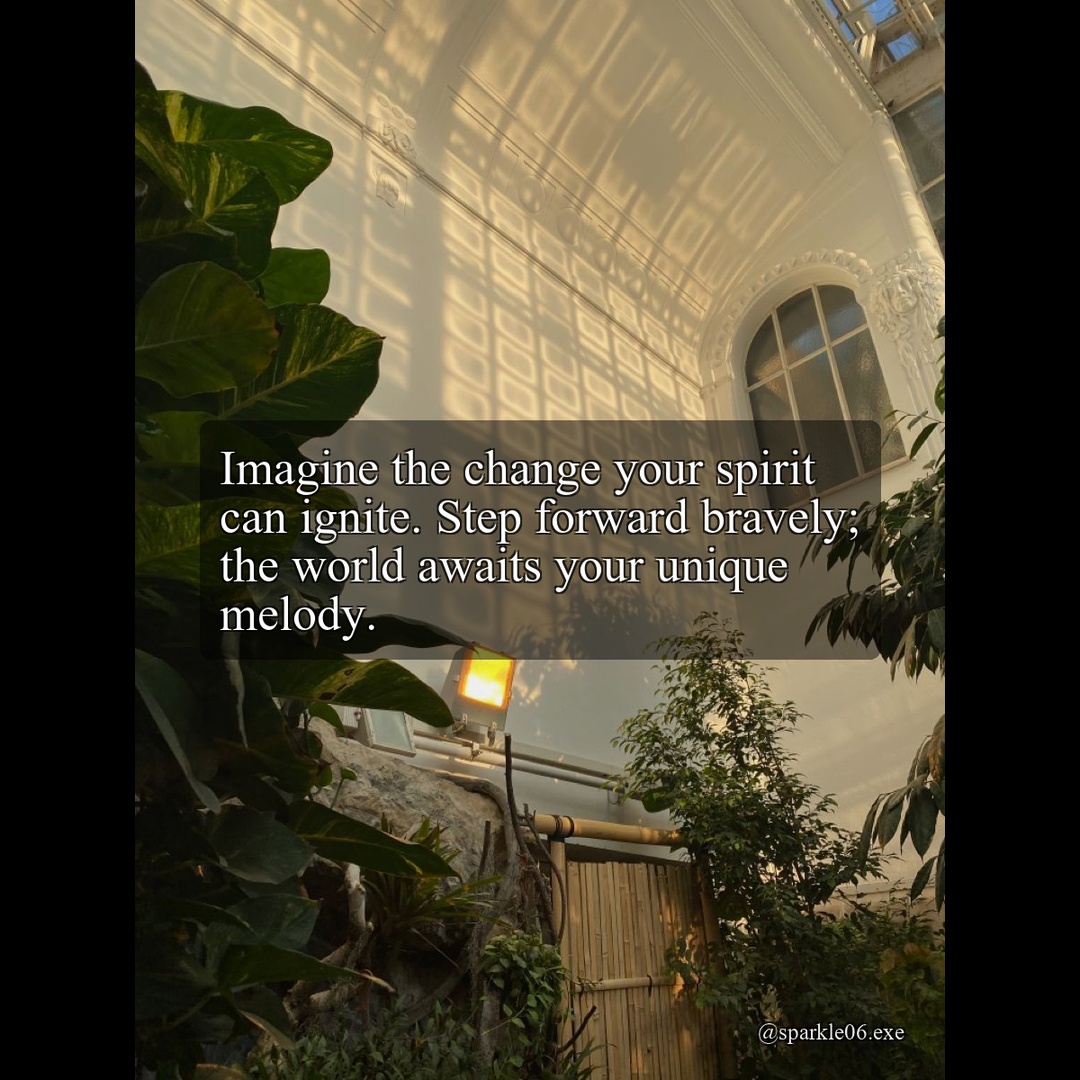 Imagine the change your spirit
can ignite. Step forward bravely;
the world awaits your unique
melody.
@sparkle06.exe